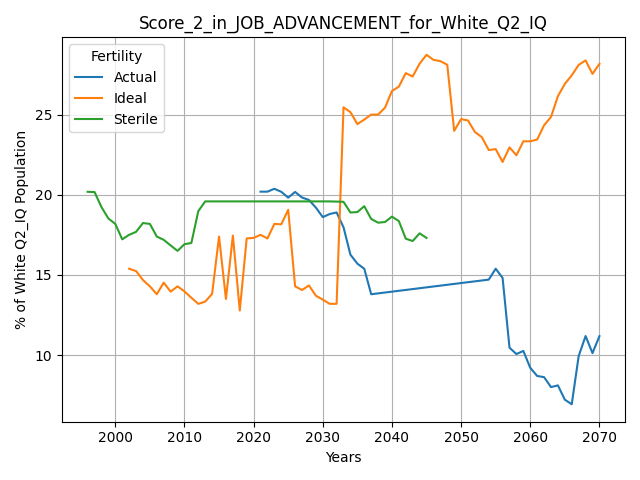 Score_2_in_JOB_ADVANCEMENT_for_White_Q2_IQ
Fertility
Actual
Ideal
Sterile
% of White Q2_IQ Population
25
20
15
10
2000 2010 2020 2030 2040 2050 2060 2070
Years